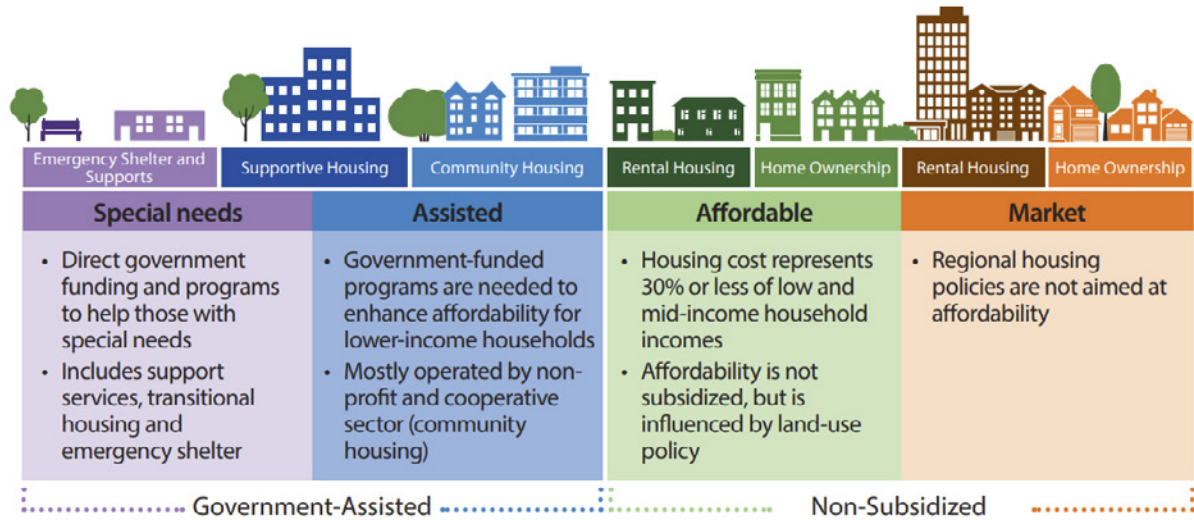 Emergency Shelter and
Supports
Supportive Housing
Community Housing
Rental Housing
Home Ownership
Rental Housing
Home Ownership
Special needs
Assisted
Affordable
Market
• Direct government
funding and programs
to help those with
special needs
• Includes support
services, transitional
housing and
emergency shelter
• Government-funded
programs are needed to
enhance affordability for
lower-income households
• Mostly operated by non-
profit and cooperative
sector (community
housing)
• Housing cost represents
30% or less of low and
mid-income household
incomes
• Affordability is not
subsidized, but is
influenced by land-use
policy
• Regional housing
policies are not aimed at
affordability
Government-Assisted
Non-Subsidized